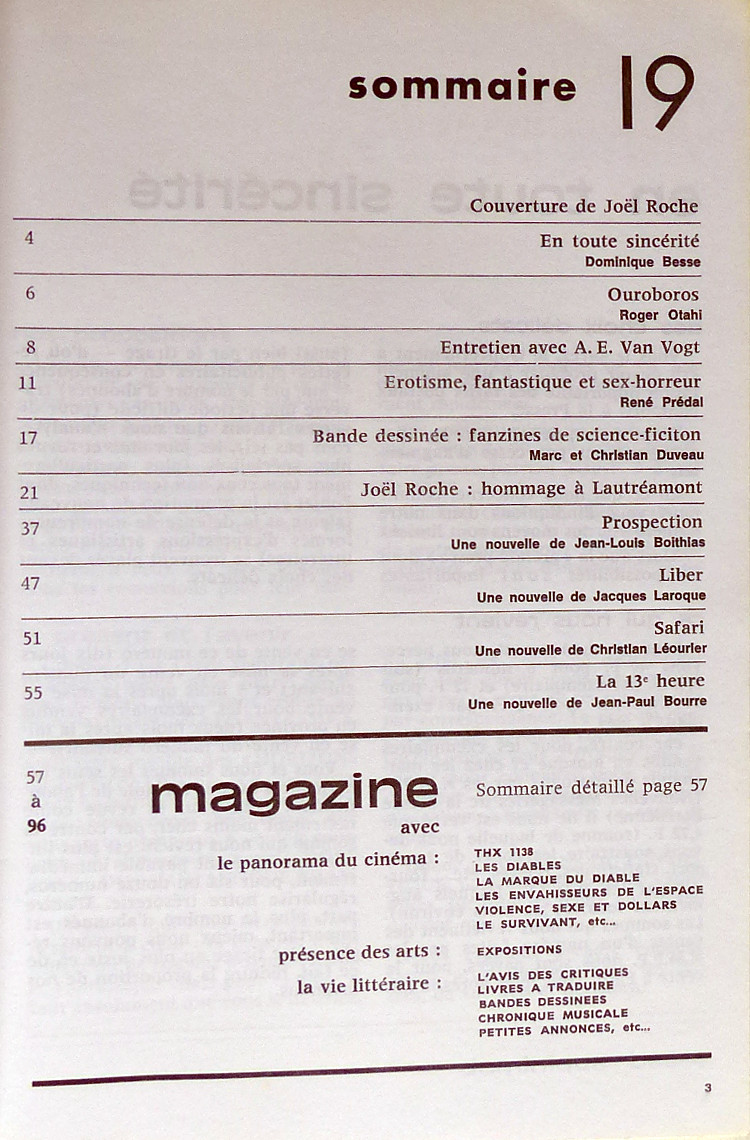 sommaire 19
Couverture de Joël Roche
4 En toute sincérité
Dominique Besse
6 Ouroboros
Roger Otahi
8 Entretien avec A. E. Van Vogt
11 Erotisme, fantastique et sex-horreur
René Prédal
17 Bande dessinée : fanzines de science-ficiton
Marc et Christian Duveau
21 Joël Roche : hommage à Lautréamont
37 Prospection
Une nouvelle de Jean-Louis Boithias
47 Liber
Une nouvelle de Jacques Laroque
51 Safari
Une nouvelle de Christian Léourier
55 La 13e heure
Une nouvelle de Jean-Paul Bourre
57
à
96
magazine Sommaire détaillé page 57
avec
le panorama du cinéma : THX 1138
LES DIABLES
LA MARQUE DU DIABLE
LES ENVAHISSEURS DE L'ESPACE
VIOLENCE, SEXE ET DOLLARS
LE SURVIVANT, etc...
présence des arts : EXPOSITIONS
la vie littéraire : L'AVIS DES CRITIQUES
LIVRES A TRADUIRE
BANDES DESSINEES
CHRONIQUE MUSICALE
PETITES ANNONCES, etc...
3